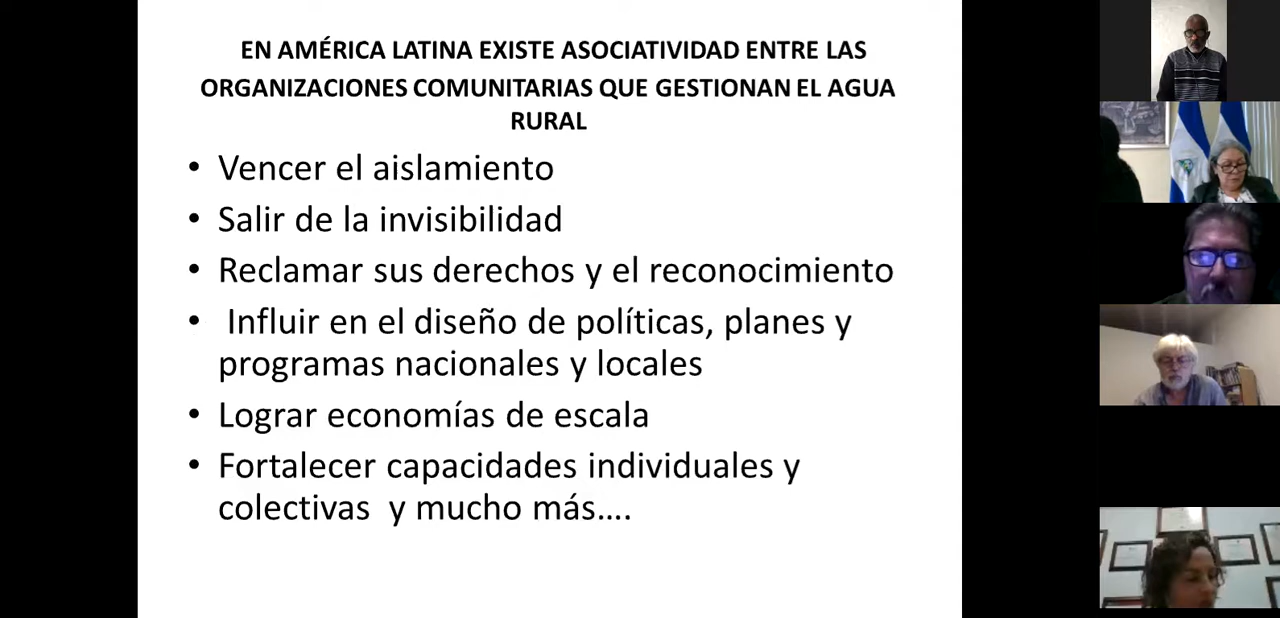 EN AMÉRICA LATINA EXISTE ASOCIATIVIDAD ENTRE LAS
ORGANIZACIONES COMUNITARIAS QUE GESTIONAN EL AGUA
RURAL
• Vencer el aislamiento
• Salir de la invisibilidad
• Reclamar sus derechos y el reconocimiento
• Influir en el diseño de políticas, planes y
programas nacionales y locales
• Lograr economías de escala
• Fortalecer capacidades individuales y
colectivas y mucho más....